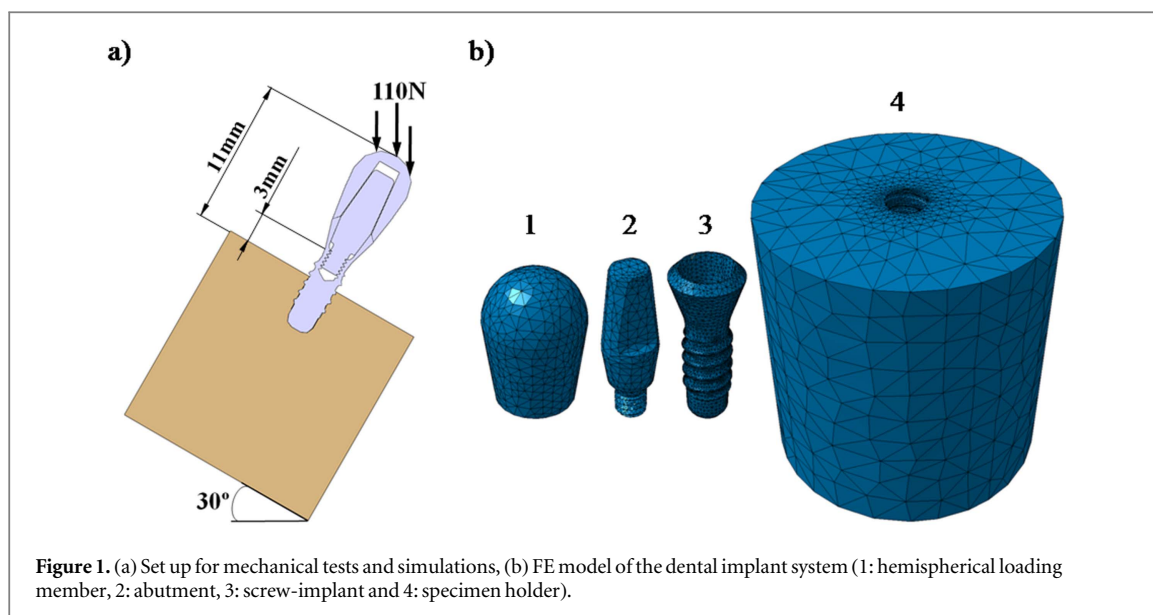 a)
110N
11mm
3mm
30º
b)
1
2
3
4
Figure 1. (a) Set up for mechanical tests and simulations, (b) FE model of the dental implant system (1: hemispherical loading
member, 2: abutment, 3: screw-implant and 4: specimen holder).